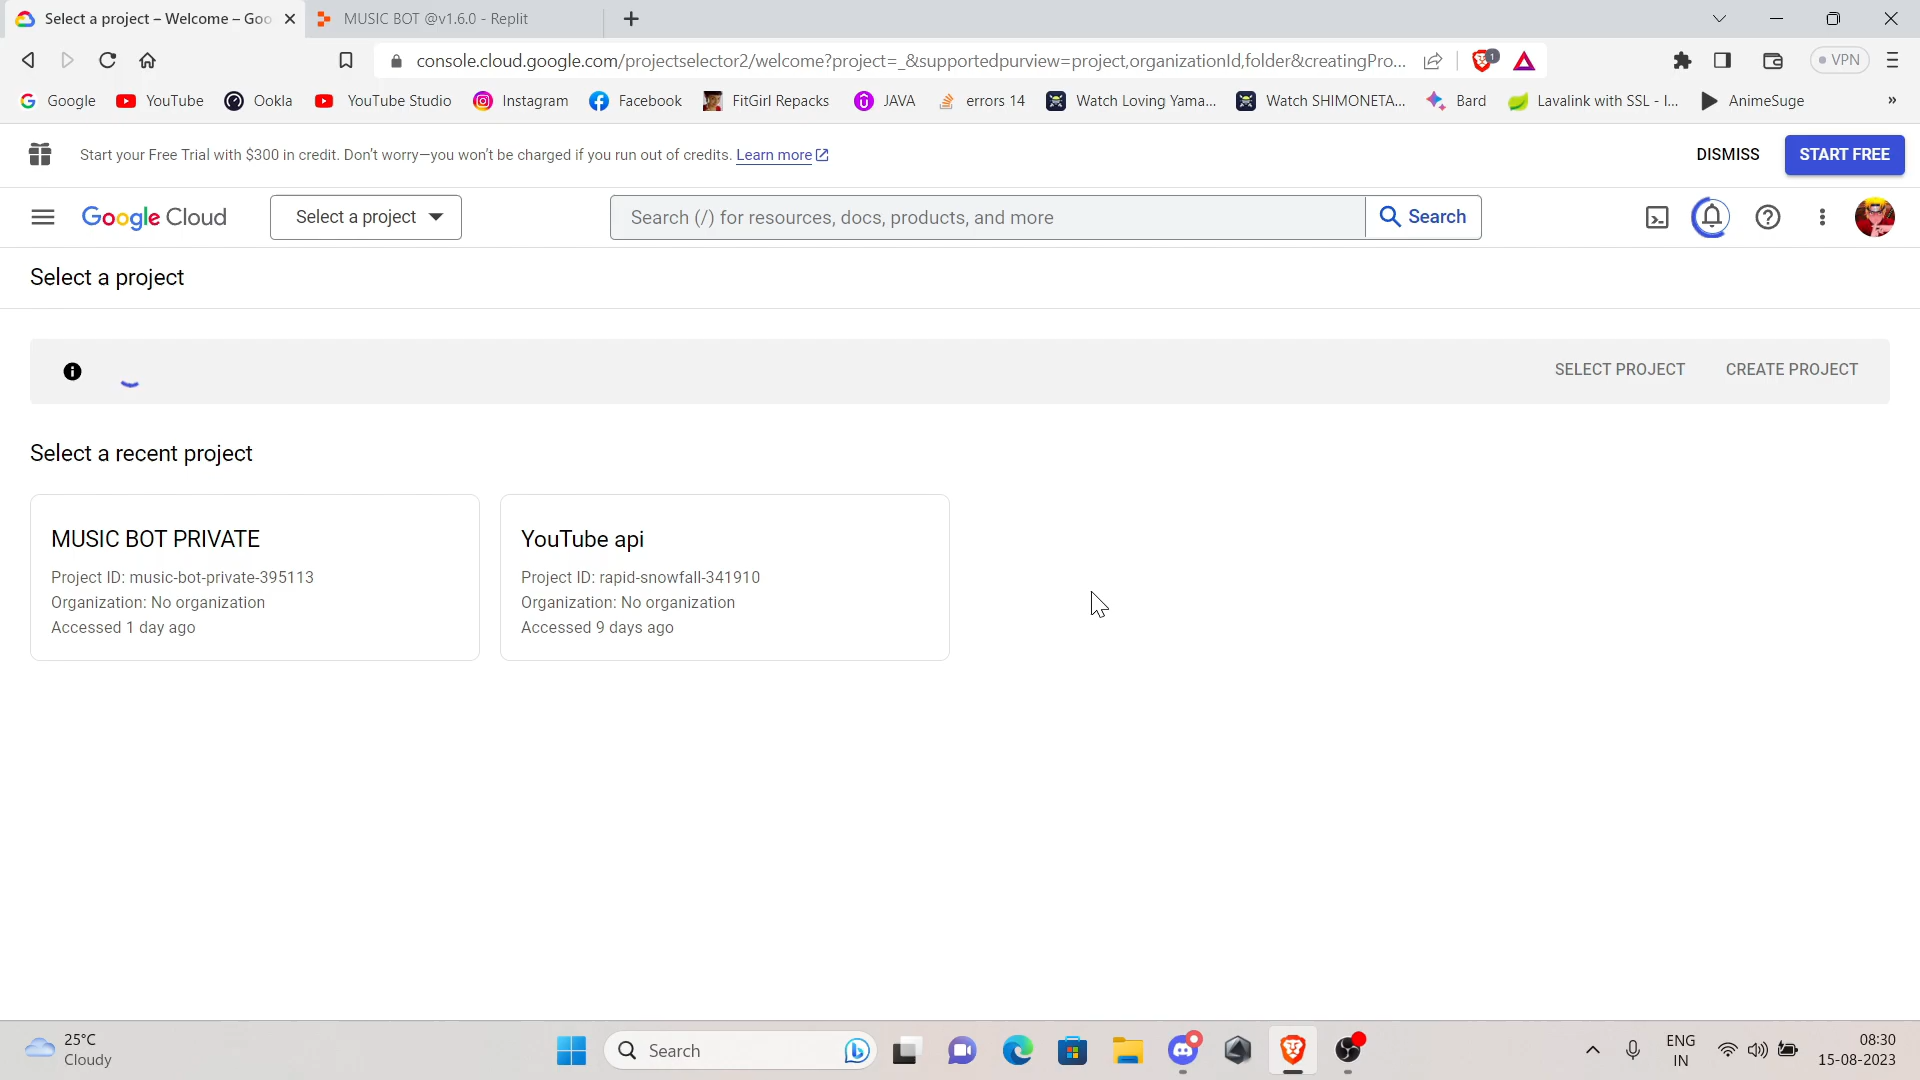 Select a project – Welcome – Goo
MUSIC BOT @v1.6.0 - Replit
console.cloud.google.com/projectselector2/welcome?project=_&supportedpurview=project,organizationId,folder&creatingPro...
1
VPN
Google
YouTube
Ookla
YouTube Studio
Instagram
Facebook
FitGirl Repacks
JAVA
errors 14
Watch Loving Yama...
Watch SHIMONETA...
Bard
Lavalink with SSL - I...
AnimeSuge
»
Start your Free Trial with $300 in credit. Don't worry—you won't be charged if you run out of credits. Learn more
DISMISS
START FREE
Google Cloud
Select a project
Search (/) for resources, docs, products, and more
Search
Select a project
SELECT PROJECT
CREATE PROJECT
Select a recent project
MUSIC BOT PRIVATE
Project ID: music-bot-private-395113
Organization: No organization
Accessed 1 day ago
YouTube api
Project ID: rapid-snowfall-341910
Organization: No organization
Accessed 9 days ago
25°C
Cloudy
Search
ENG
IN
08:30
15-08-2023